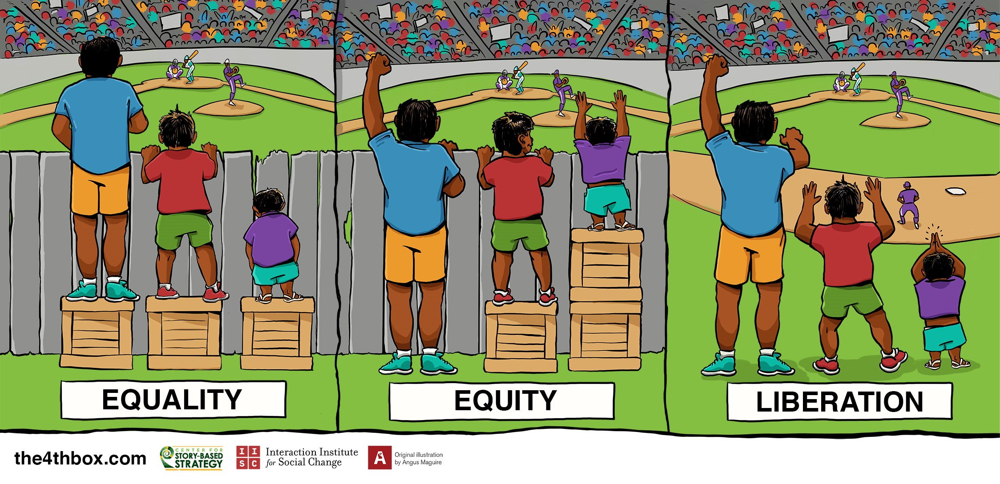 EQUALITY
EQUITY
LIBERATION
the4thbox.com
CENTER FOR
STORY-BASED
STRATEGY
I I
S C
Interaction Institute
for Social Change
A
Original illustration
by Angus Maguire